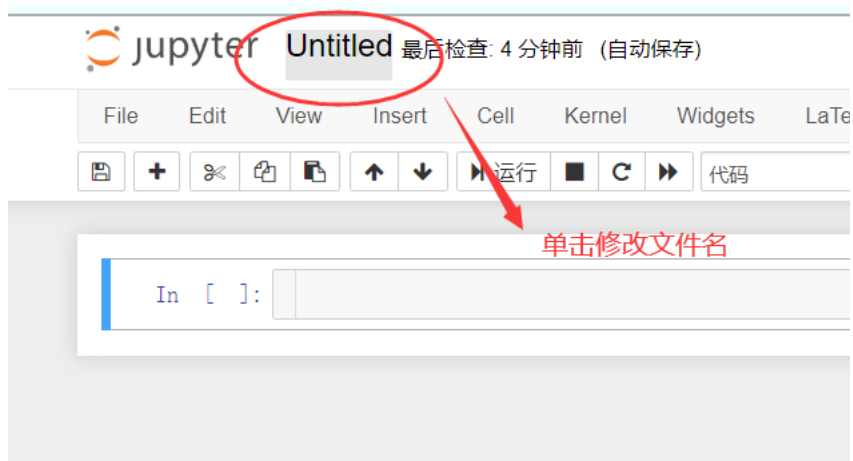 jupyter Untitled 最后检查: 4 分钟前 (自动保存)
File Edit View Insert Cell Kernel Widgets LaTe
运行 代码
单击修改文件名
In [ ]: